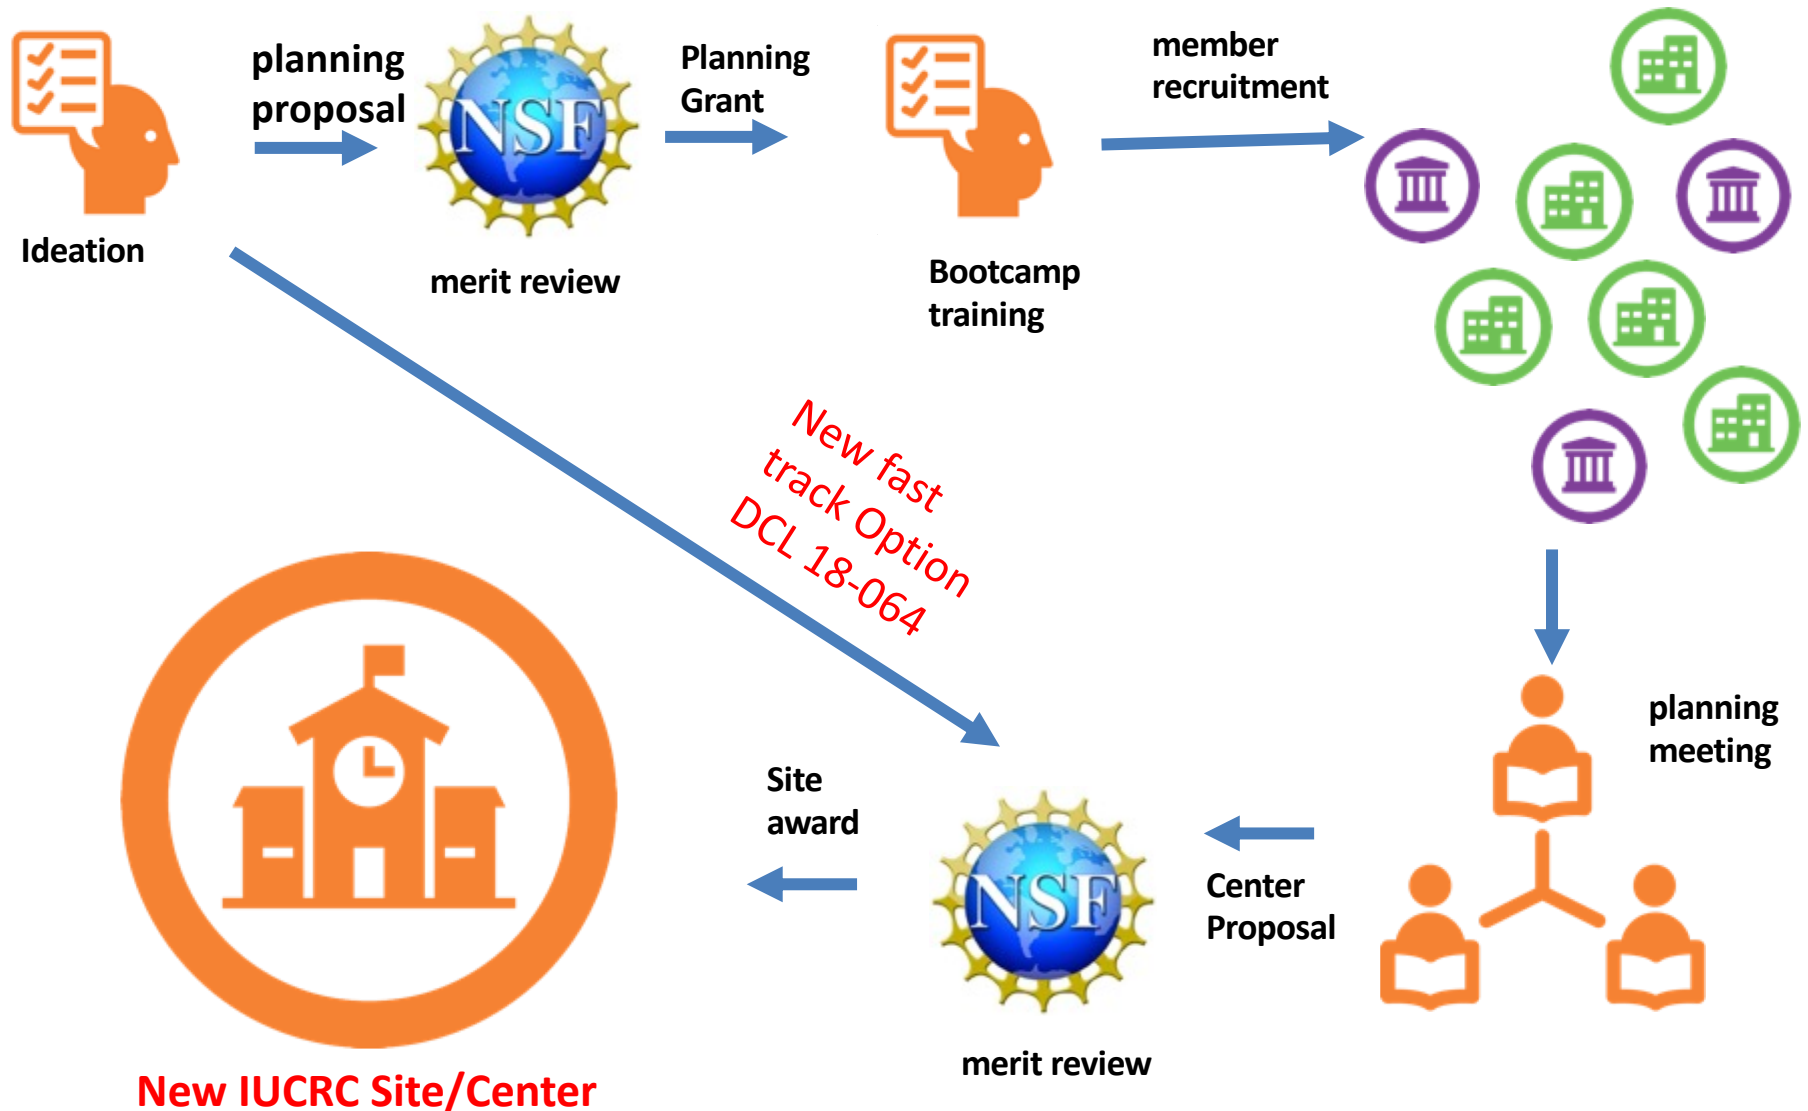 planning
proposal
NSF
Planning
Grant
member
recruitment
Ideation
merit review
Bootcamp
training
New fast
track Option
DCL 18-064
planning
meeting
Site
award
NSF
Center
Proposal
merit review
New IUCRC Site/Center